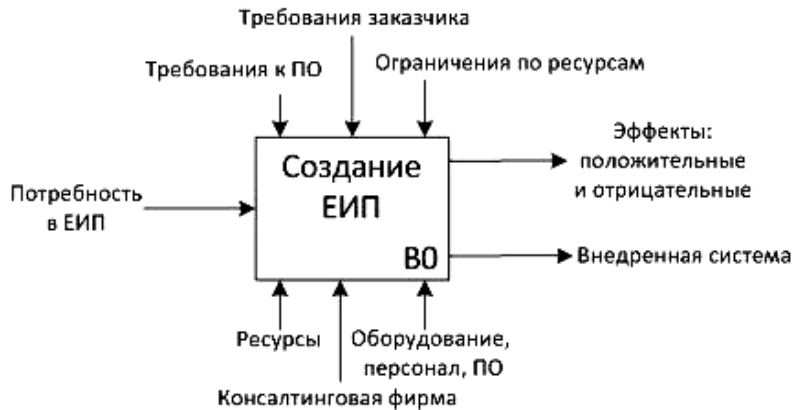 Требования заказчика
Требования к ПО
Ограничения по ресурсам
Создание
ЕИП
B0
Потребность
в ЕИП
Эффекты:
положительные
и отрицательные
Внедренная система
Ресурсы
Оборудование,
персонал, ПО
Консалтинговая фирма